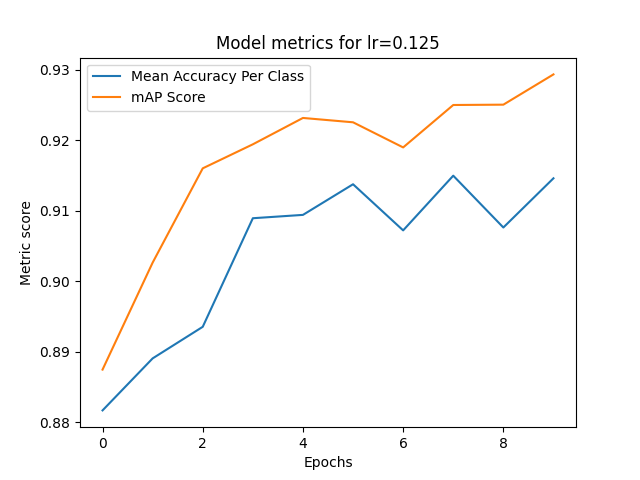 Model metrics for lr=0.125
Mean Accuracy Per Class
mAP Score
Metric score
0.93
0.92
0.91
0.90
0.89
0.88
0 2 4 6 8
Epochs